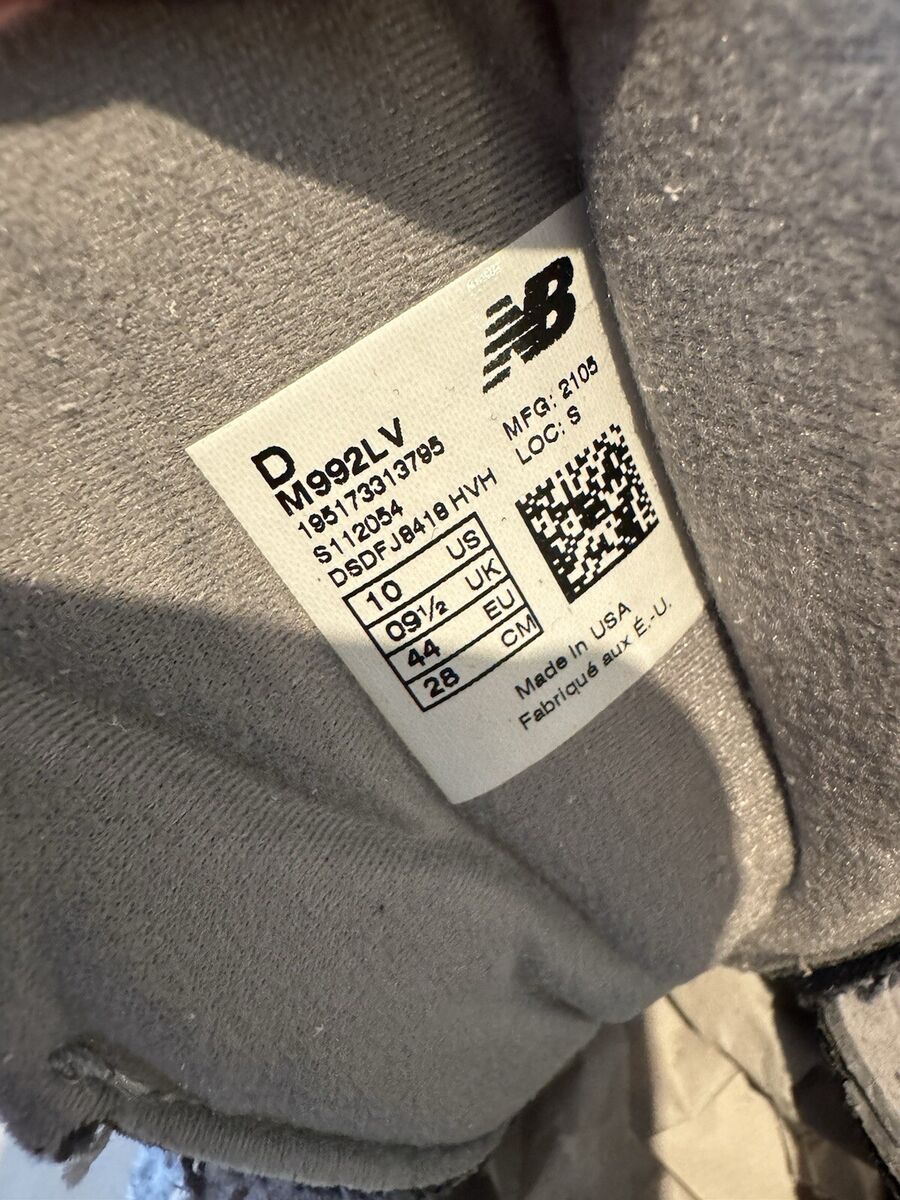 NB
MFG: 2105
LOC: S
D
M992LV
195173313795
S112054
DSDFJ8418 HVH
10 US
09½ UK
44 EU
28 CM
Made in USA
Fabriqué aux É.-U.